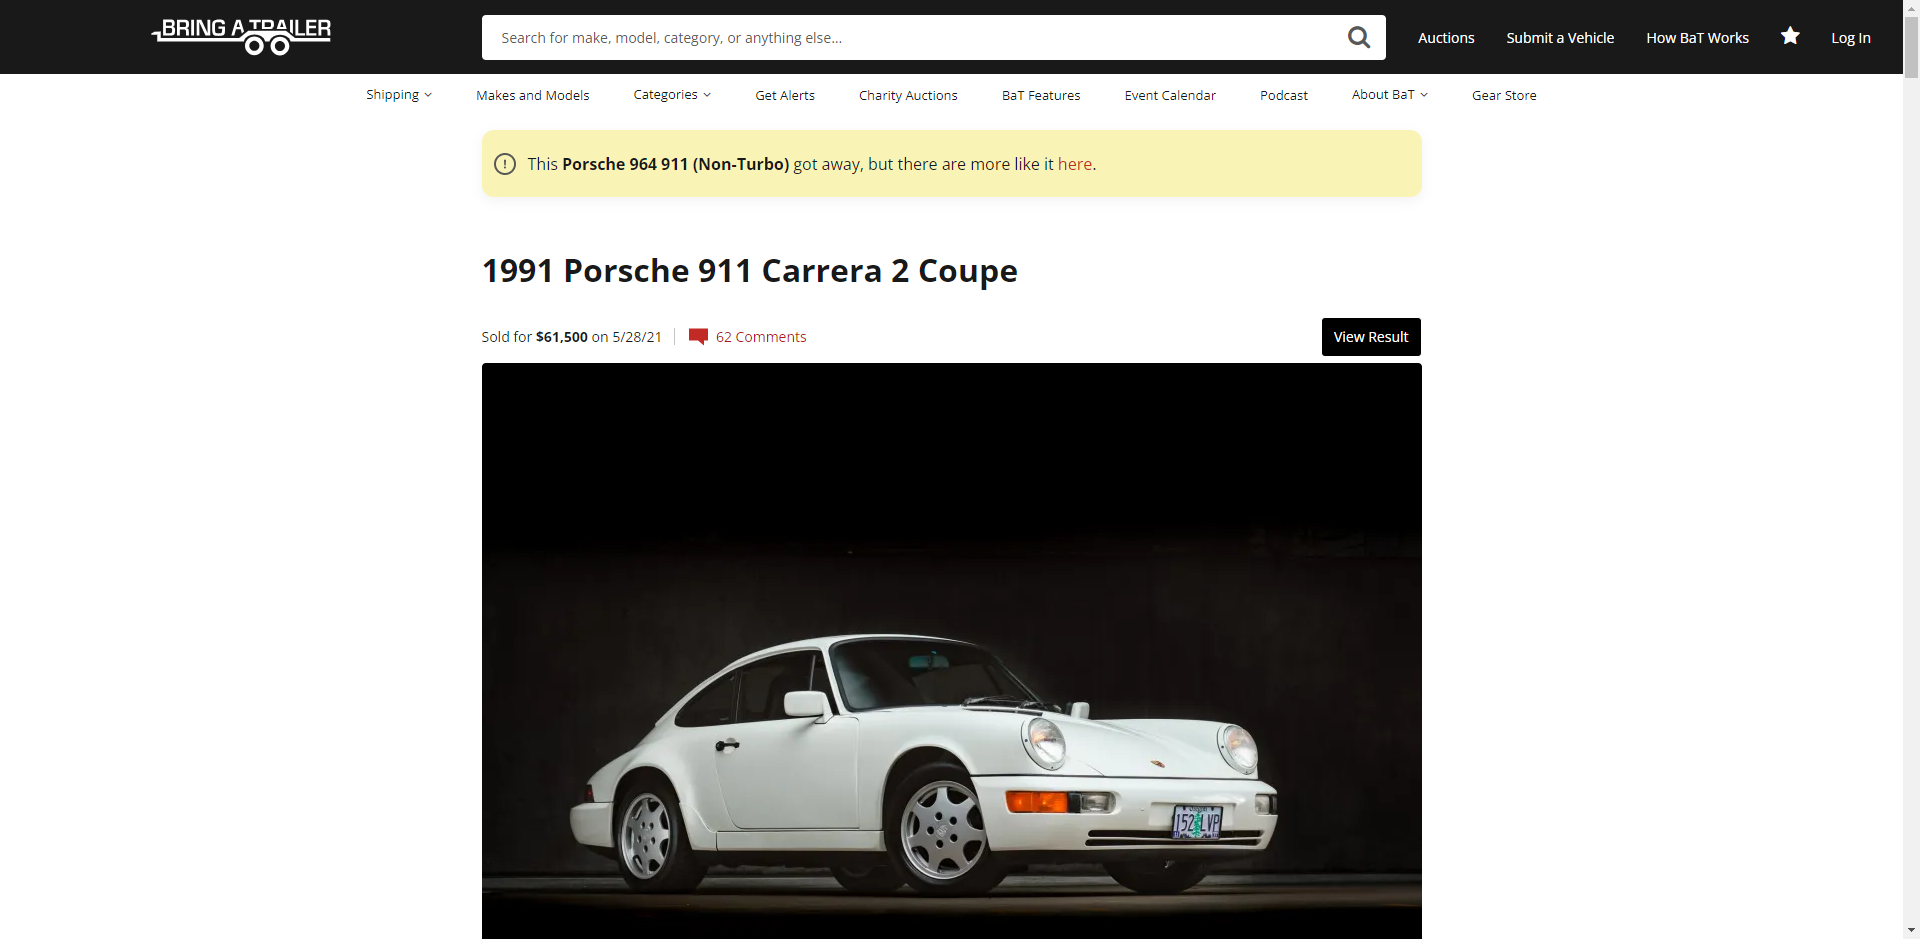 BRING A TRAILER
Search for make, model, category, or anything else...
Auctions
Submit a Vehicle
How BaT Works
Log In
Shipping
Makes and Models
Categories
Get Alerts
Charity Auctions
BaT Features
Event Calendar
Podcast
About BaT
Gear Store
This Porsche 964 911 (Non-Turbo) got away, but there are more like it here.
1991 Porsche 911 Carrera 2 Coupe
Sold for $61,500 on 5/28/21
62 Comments
View Result
152 LVP